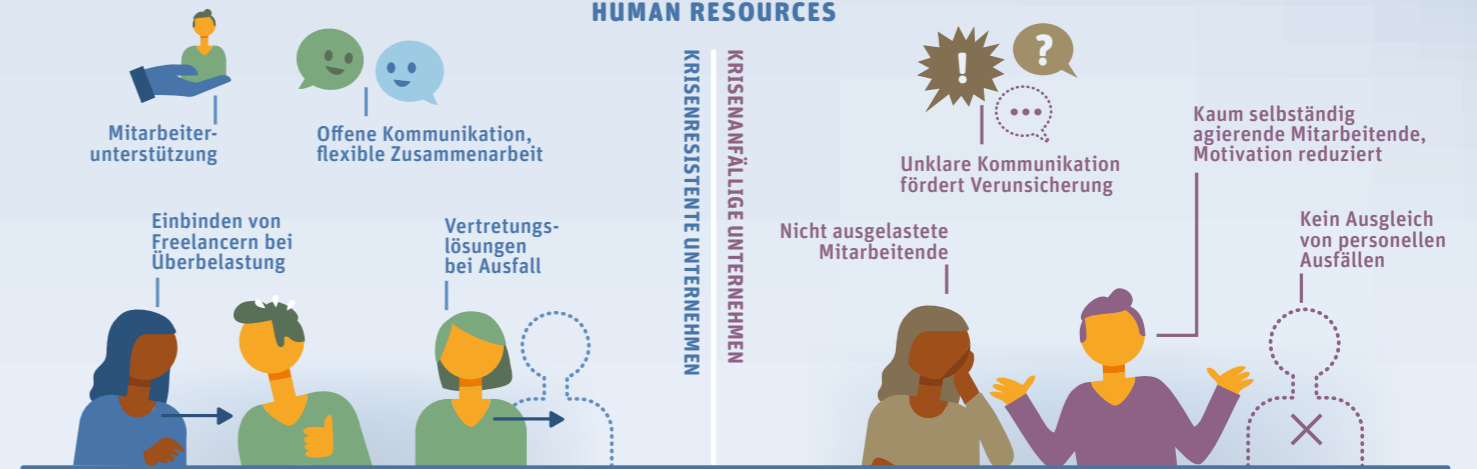 HUMAN RESOURCES
KRISENRESISTENTE UNTERNEHMEN
Mitarbeiter-
unterstützung
Offene Kommunikation,
flexible Zusammenarbeit
Einbinden von
Freelancern bei
Überbelastung
Vertretungs-
lösungen
bei Ausfall
KRISENANFÄLLIGE UNTERNEHMEN
!
?
Unklare Kommunikation
fördert Verunsicherung
Kaum selbständig
agierende Mitarbeitende,
Motivation reduziert
Nicht ausgelastete
Mitarbeitende
Kein Ausgleich
von personellen
Ausfällen